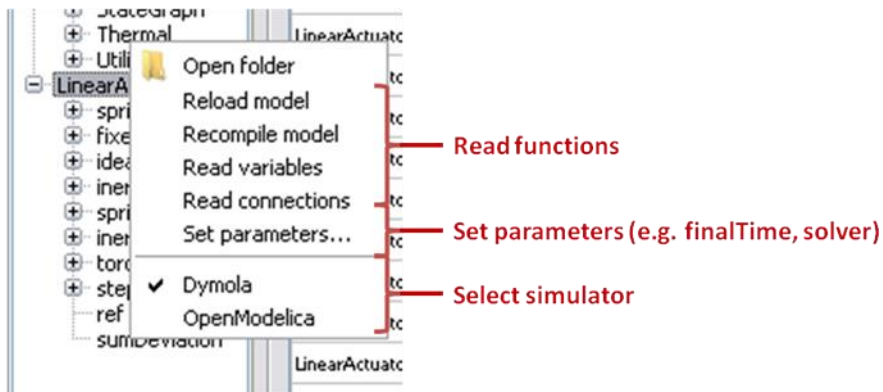 StateGraph
Thermal
LinearActuato
Utili
Open folder
LinearA
Reload model
spri
Recompile model
fixe
Read functions
idea
Read variables
iner
Read connections
spri
Set parameters...
Set parameters (e.g. finalTime, solver)
iner
torq
Dymola
Select simulator
step
OpenModelica
ref
sumDeviation
LinearActuato